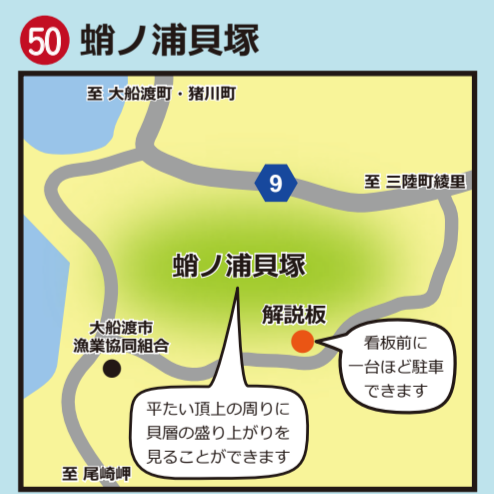 50 蛸ノ浦貝塚
至 大船渡町・猪川町
9
至 三陸町綾里
蛸ノ浦貝塚
解説板
大船渡市
漁業協同組合
看板前に
一台ほど駐車
できます
平たい頂上の周りに
貝層の盛り上がりを
見ることができます
至 尾崎岬